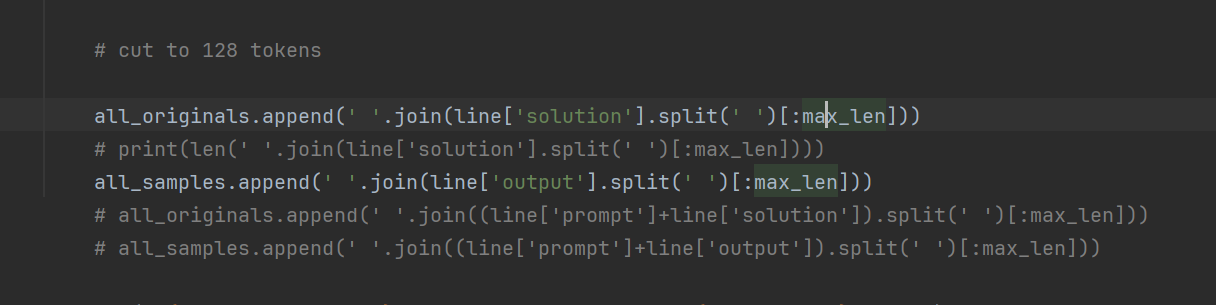 # cut to 128 tokens
all_originals.append(' '.join(line['solution'].split(' ')[:max_len]))
# print(len(' '.join(line['solution'].split(' ')[:max_len])))
all_samples.append(' '.join(line['output'].split(' ')[:max_len]))
# all_originals.append(' '.join((line['prompt']+line['solution']).split(' ')[:max_len]))
# all_samples.append(' '.join((line['prompt']+line['output']).split(' ')[:max_len]))